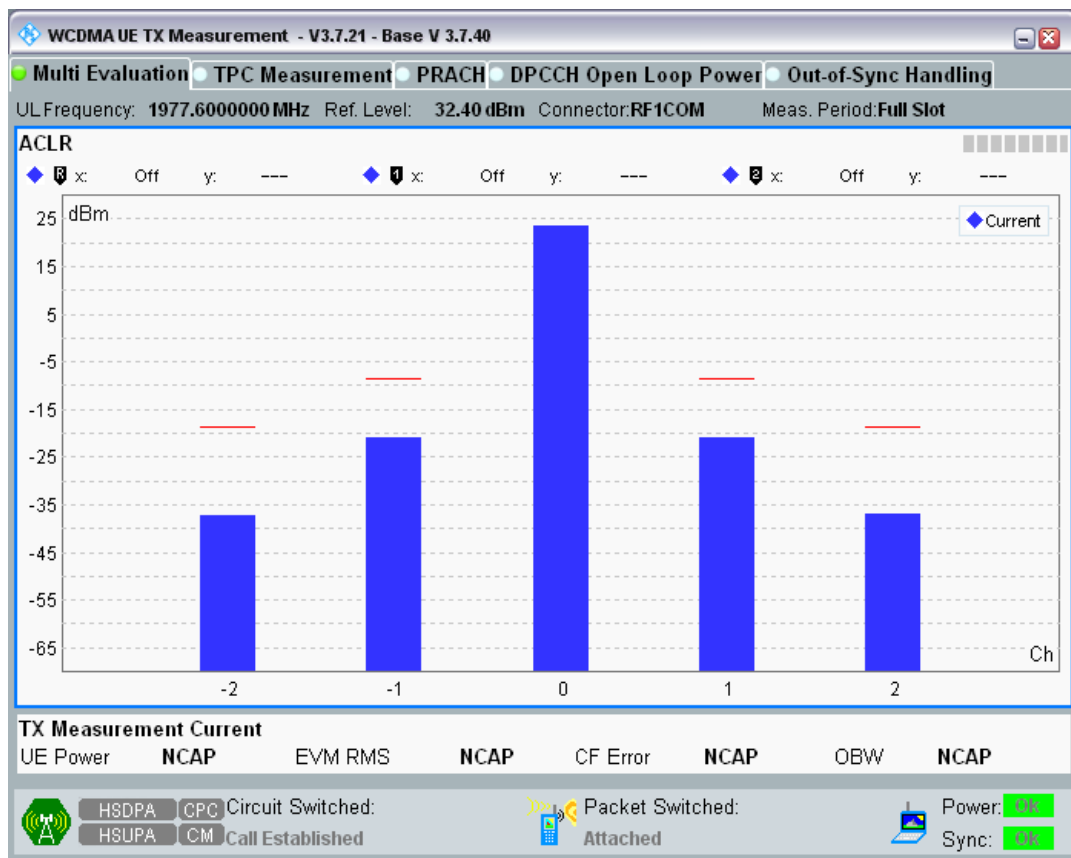 WCDMA UE TX Measurement - V3.7.21 - Base V 3.7.40
Multi Evaluation TPC Measurement PRACH DPCCH Open Loop Power Out-of-Sync Handling
UL Frequency: 1977.6000000 MHz Ref. Level: 32.40 dBm Connector:RF1COM Meas. Period:Full Slot
ACLR
R x: Off y: --- 1 x: Off y: --- 2 x: Off y: ---
25 dBm
Current
15
5
-5
-15
-25
-35
-45
-55
-65
Ch
-2 -1 0 1 2
TX Measurement Current
UE Power NCAP EVM RMS NCAP CF Error NCAP OBW NCAP
HSDPA CPC Circuit Switched: Packet Switched: Power: Ok
HSUPA CM Call Established Attached Sync: Ok